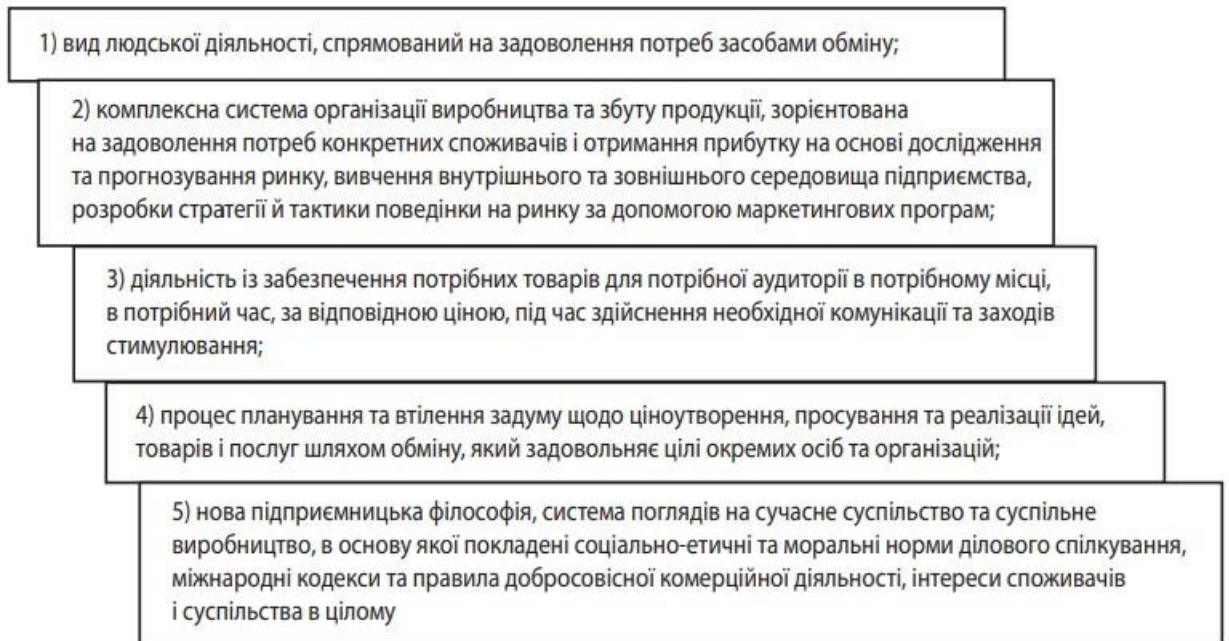 1) вид людської діяльності, спрямований на задоволення потреб засобами обміну;
2) комплексна система організації виробництва та збуту продукції, зорієнтована
на задоволення потреб конкретних споживачів і отримання прибутку на основі дослідження
та прогнозування ринку, вивчення внутрішнього та зовнішнього середовища підприємства,
розробки стратегії й тактики поведінки на ринку за допомогою маркетингових програм;
3) діяльність із забезпечення потрібних товарів для потрібної аудиторії в потрібному місці,
в потрібний час, за відповідною ціною, під час здійснення необхідної комунікації та заходів
стимулювання;
4) процес планування та втілення задуму щодо ціноутворення, просування та реалізації ідей,
товарів і послуг шляхом обміну, який задовольняє цілі окремих осіб та організацій;
5) нова підприємницька філософія, система поглядів на сучасне суспільство та суспільне
виробництво, в основу якої покладені соціально-етичні та моральні норми ділового спілкування,
міжнародні кодекси та правила добросовісної комерційної діяльності, інтереси споживачів
і суспільства в цілому